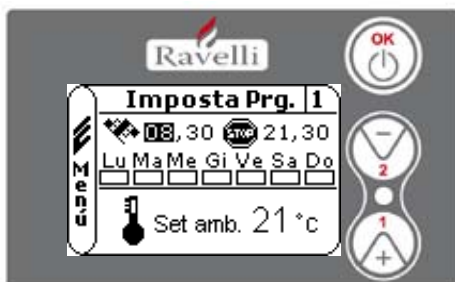 Ravelli
OK
Imposta Prg. 1
08,30 STOP 21,30
Lu Ma Me Gi Ve Sa Do
Menú
Set amb. 21 °c
−
2
1
+